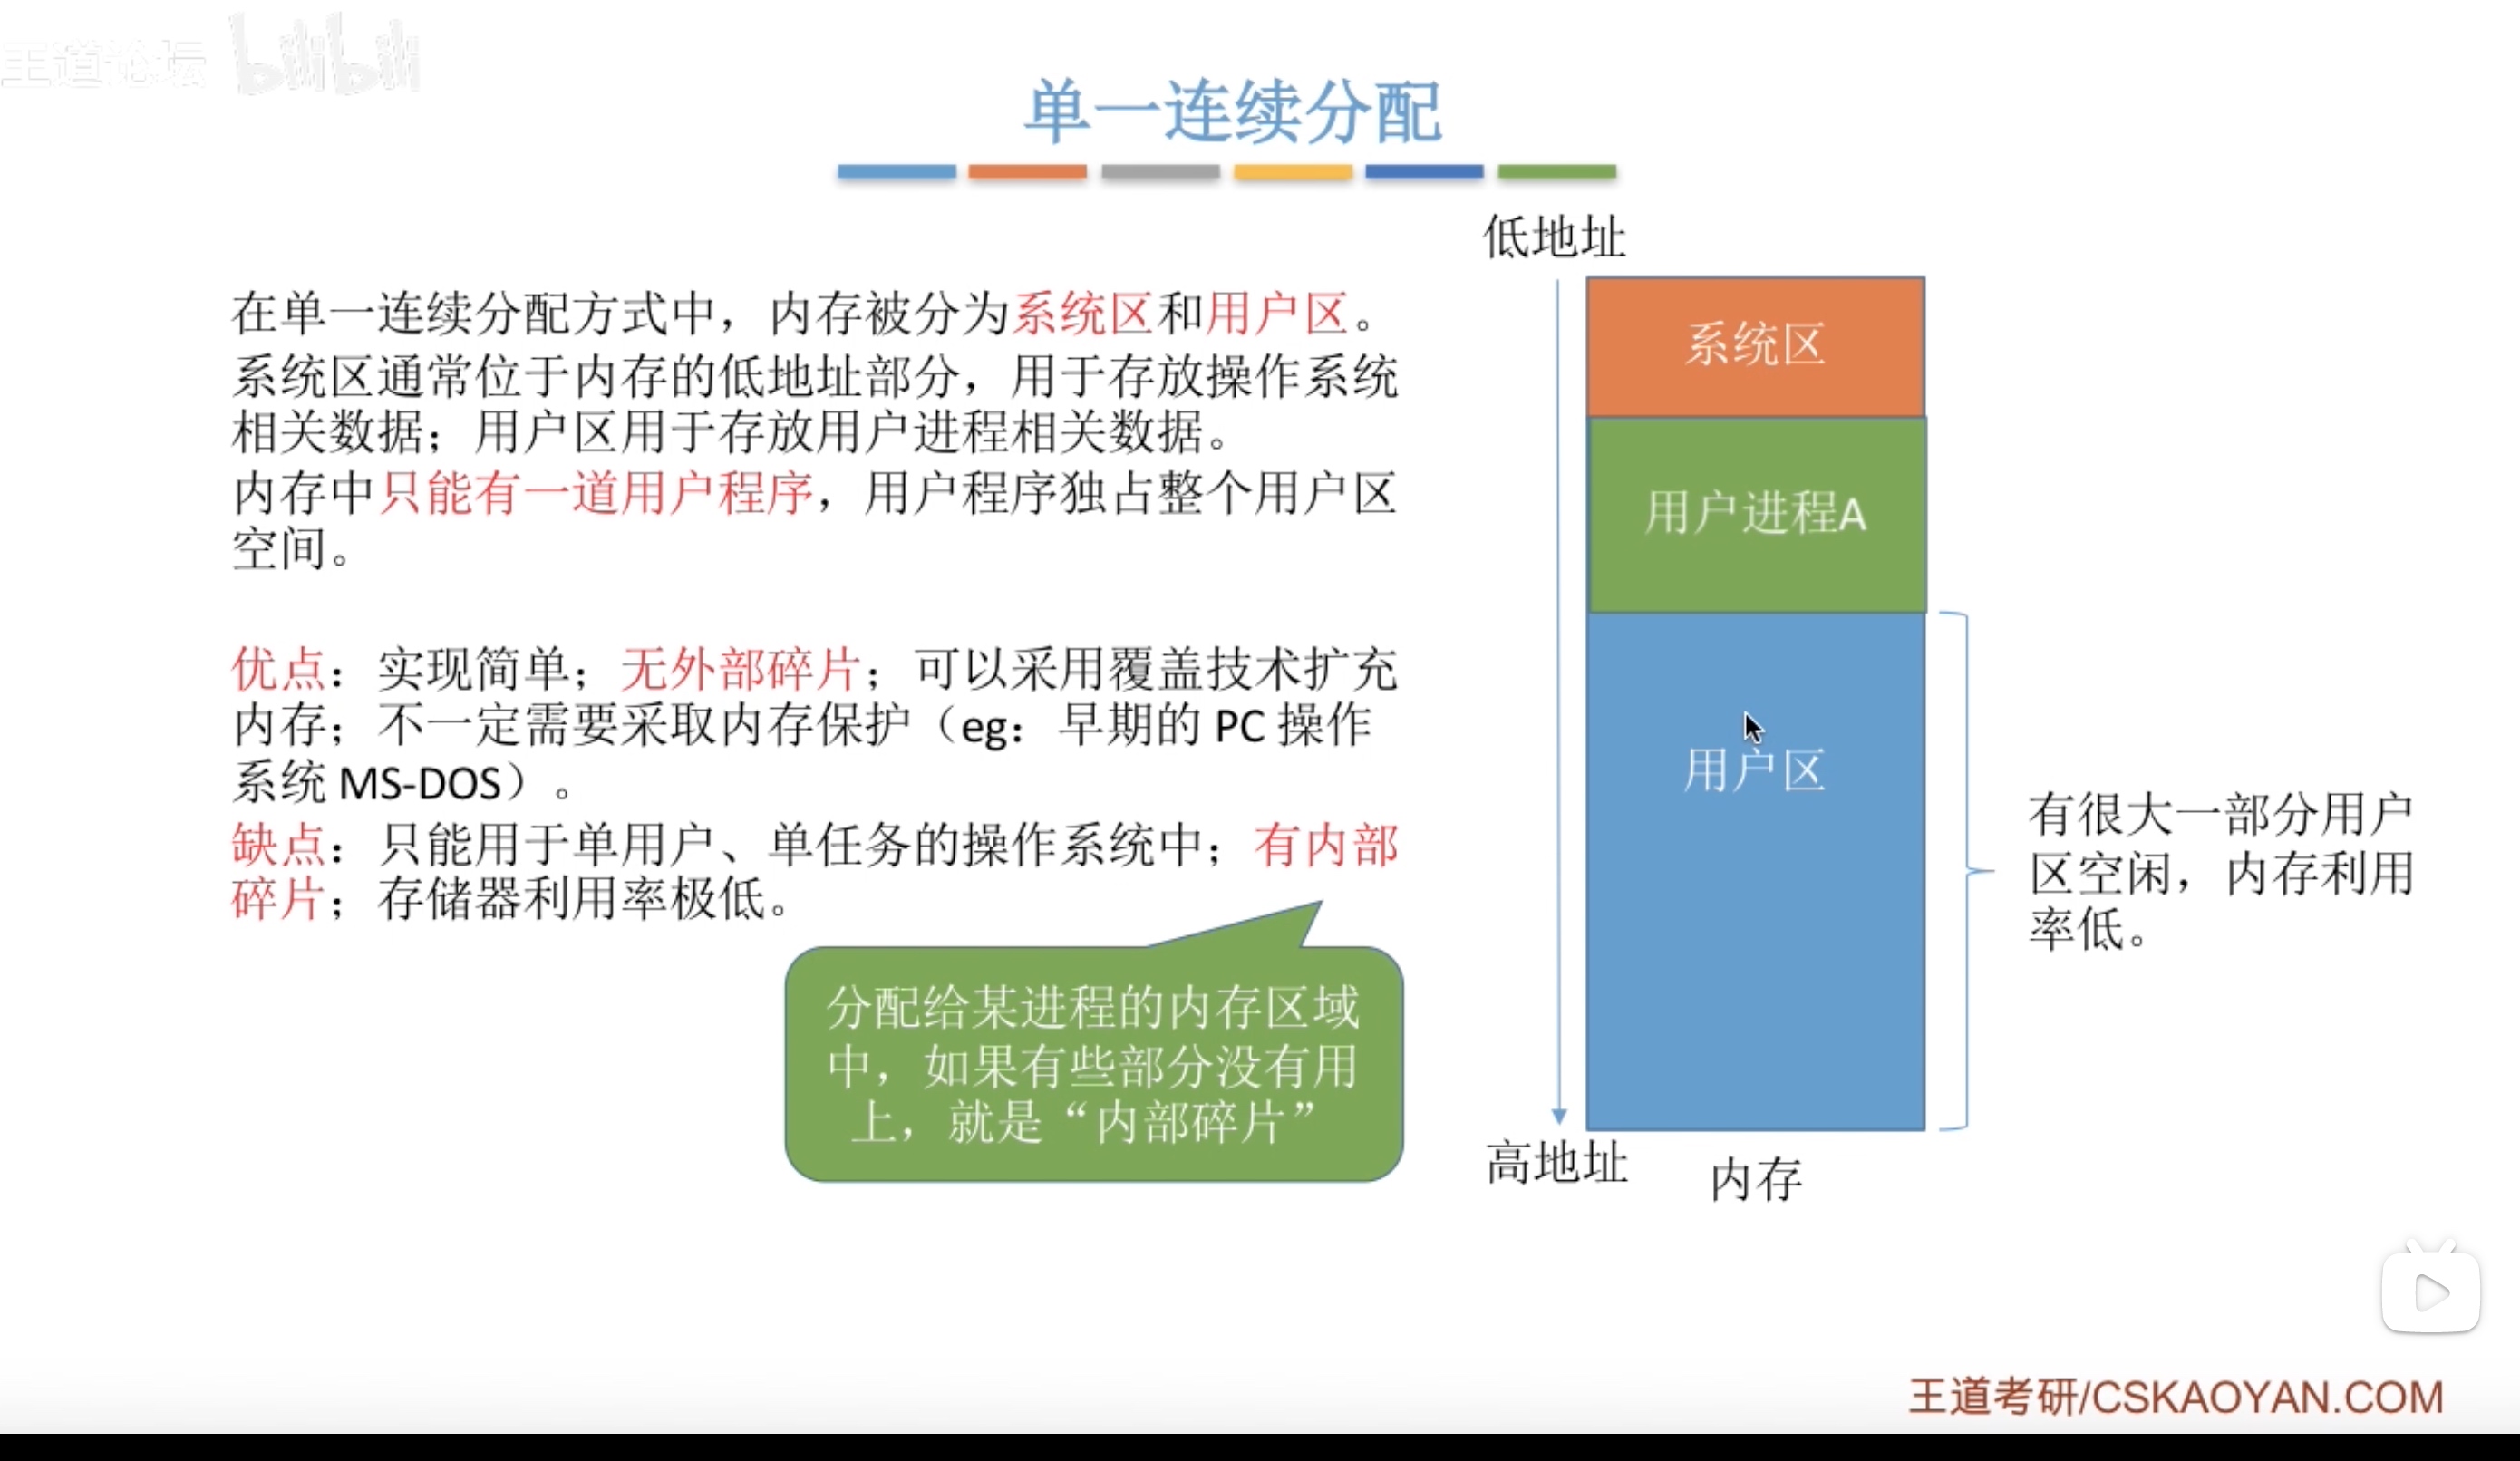 王道论坛 bilibili
单一连续分配
在单一连续分配方式中，内存被分为系统区和用户区。
系统区通常位于内存的低地址部分，用于存放操作系统
相关数据；用户区用于存放用户进程相关数据。
内存中只能有一道用户程序，用户程序独占整个用户区
空间。
优点：实现简单；无外部碎片；可以采用覆盖技术扩充
内存；不一定需要采取内存保护（eg：早期的 PC 操作
系统 MS-DOS）。
缺点：只能用于单用户、单任务的操作系统中；有内部
碎片；存储器利用率极低。
分配给某进程的内存区域
中，如果有些部分没有用
上，就是“内部碎片”
低地址
系统区
用户进程A
用户区
有很大一部分用户
区空闲，内存利用
率低。
高地址
内存
王道考研/CSKAOYAN.COM